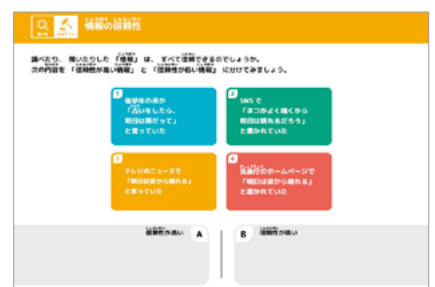 情報の信頼性
調べたり、聞いたりした「情報」は、すべて信頼できるのでしょうか。
次の内容を「信頼性が高い情報」と「信頼性が低い情報」に分けてみましょう。
1
低学年の弟が
「占いをしたら、
明日は雨だって」
と言っていた
2
SNSで
「ネコがよく鳴くから
明日は晴れるだろう」
と書かれていた
3
テレビのニュースで
「明日は夜から晴れる」
と言っていた
4
気象庁のホームページで
「明日は夜から晴れる」
と書かれていた
信頼性が高い A
B 信頼性が低い